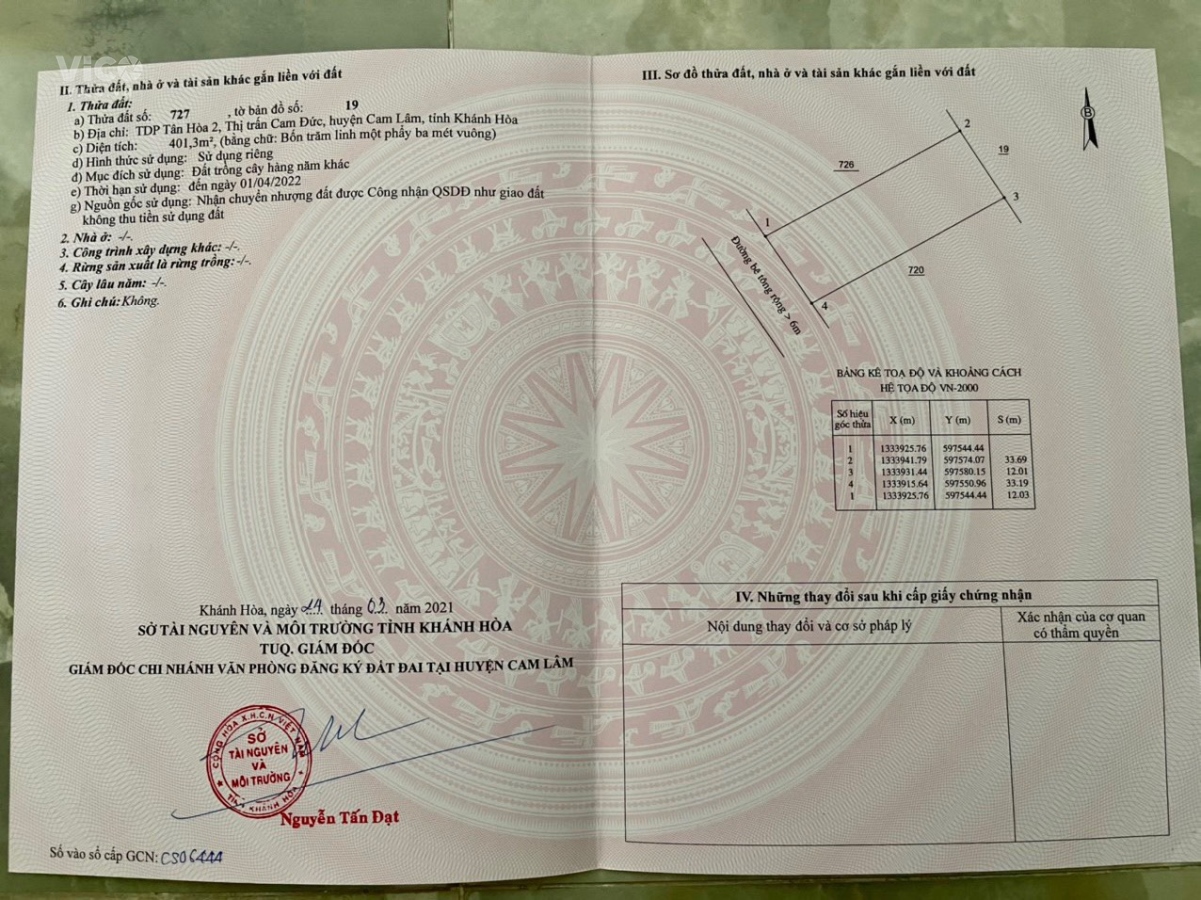 ViCO
II. Thửa đất, nhà ở và tài sản khác gắn liền với đất
1. Thửa đất:
a) Thửa đất số: 727 , tờ bản đồ số: 19
b) Địa chỉ: TDP Tân Hòa 2, Thị trấn Cam Đức, huyện Cam Lâm, tỉnh Khánh Hòa
c) Diện tích: 401,3m², (bằng chữ: Bốn trăm linh một phẩy ba mét vuông)
d) Hình thức sử dụng: Sử dụng riêng
đ) Mục đích sử dụng: Đất trồng cây hàng năm khác
e) Thời hạn sử dụng: đến ngày 01/04/2022
g) Nguồn gốc sử dụng: Nhận chuyển nhượng đất được Công nhận QSDĐ như giao đất
không thu tiền sử dụng đất
2. Nhà ở: -/-.
3. Công trình xây dựng khác: -/-.
4. Rừng sản xuất là rừng trồng: -/-.
5. Cây lâu năm: -/-.
6. Ghi chú: Không.
Khánh Hòa, ngày 24 tháng 03 năm 2021
SỞ TÀI NGUYÊN VÀ MÔI TRƯỜNG TỈNH KHÁNH HÒA
TUQ. GIÁM ĐỐC
GIÁM ĐỐC CHI NHÁNH VĂN PHÒNG ĐĂNG KÝ ĐẤT ĐAI TẠI HUYỆN CAM LÂM
CỘNG HÒA X.H.C.N VIỆT NAM
SỞ
TÀI NGUYÊN
VÀ
MÔI TRƯỜNG
TỈNH KHÁNH HÒA
Nguyễn Tấn Đạt
Số vào sổ cấp GCN: CS06444
III. Sơ đồ thửa đất, nhà ở và tài sản khác gắn liền với đất
B
2
19
726
3
1
720
4
Đường bê tông rộng > 6m
BẢNG KÊ TỌA ĐỘ VÀ KHOẢNG CÁCH
HỆ TỌA ĐỘ VN-2000
Số hiệu góc thửa X (m) Y (m) S (m)
1 1333925.76 597544.44
2 1333941.79 597574.07 33.69
3 1333931.44 597580.15 12.01
4 1333915.64 597550.96 33.19
1 1333925.76 597544.44 12.03
IV. Những thay đổi sau khi cấp giấy chứng nhận
Nội dung thay đổi và cơ sở pháp lý
Xác nhận của cơ quan
có thẩm quyền